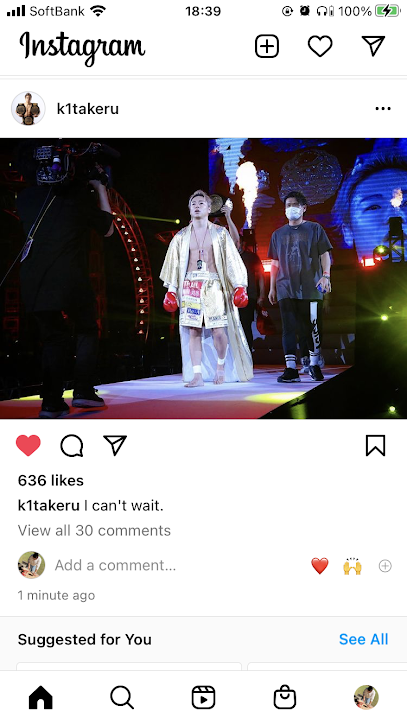 SoftBank 18:39 100%
Instagram
k1takeru
636 likes
k1takeru I can't wait.
View all 30 comments
Add a comment...
1 minute ago
Suggested for You See All